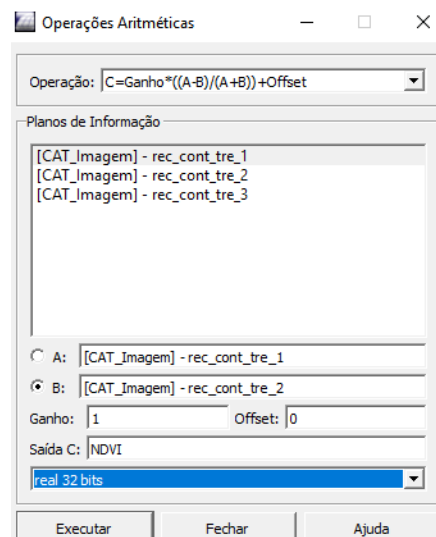 Operações Aritméticas
Operação: C=Ganho*((A-B)/(A+B))+Offset
Planos de Informação
[CAT_Imagem] - rec_cont_tre_1
[CAT_Imagem] - rec_cont_tre_2
[CAT_Imagem] - rec_cont_tre_3
A: [CAT_Imagem] - rec_cont_tre_1
B: [CAT_Imagem] - rec_cont_tre_2
Ganho: 1 Offset: 0
Saída C: NDVI
real 32 bits
Executar Fechar Ajuda